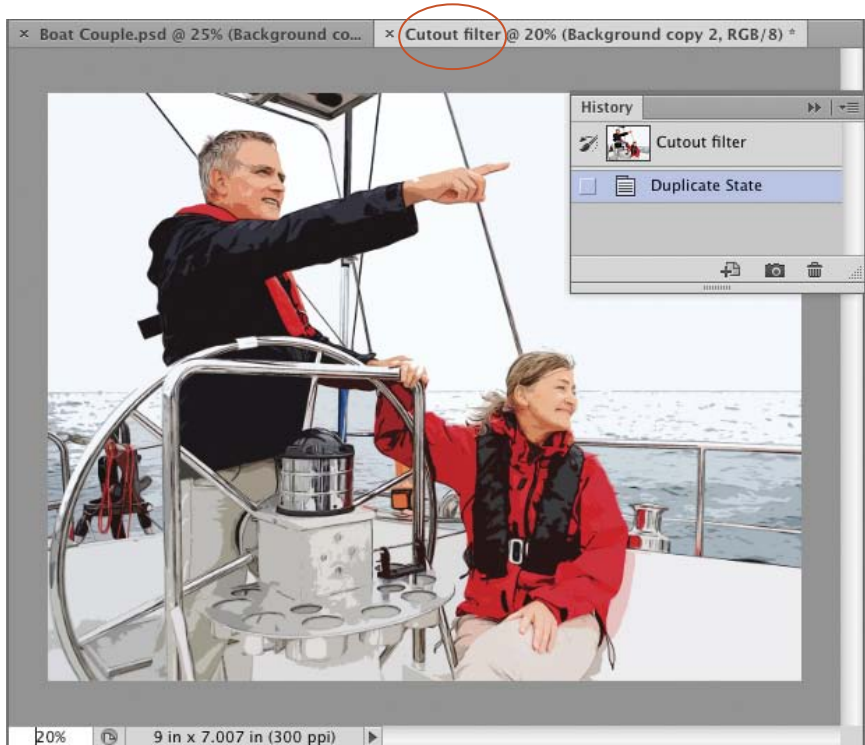 × Boat Couple.psd @ 25% (Background co... × Cutout filter @ 20% (Background copy 2, RGB/8) *
History
Cutout filter
Duplicate State
20% 9 in x 7.007 in (300 ppi)